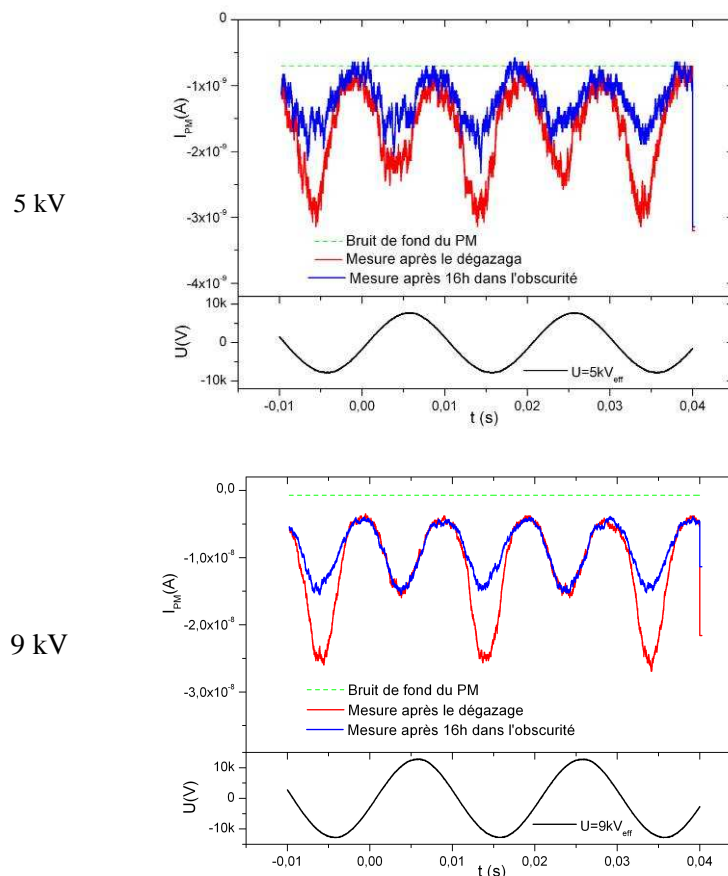 5 kV
I_PM(A)
0
-1x10⁻⁹
-2x10⁻⁹
-3x10⁻⁹
-4x10⁻⁹
Bruit de fond du PM
Mesure après le dégazaga
Mesure après 16h dans l'obscurité
U(V)
10k
0
-10k
U=5kV_eff
-0,01 0,00 0,01 0,02 0,03 0,04
t (s)
9 kV
I_PM(A)
0,0
-1,0x10⁻⁸
-2,0x10⁻⁸
-3,0x10⁻⁸
Bruit de fond du PM
Mesure après le dégazage
Mesure après 16h dans l'obscurité
U(V)
10k
0
-10k
U=9kV_eff
-0,01 0,00 0,01 0,02 0,03 0,04
t (s)